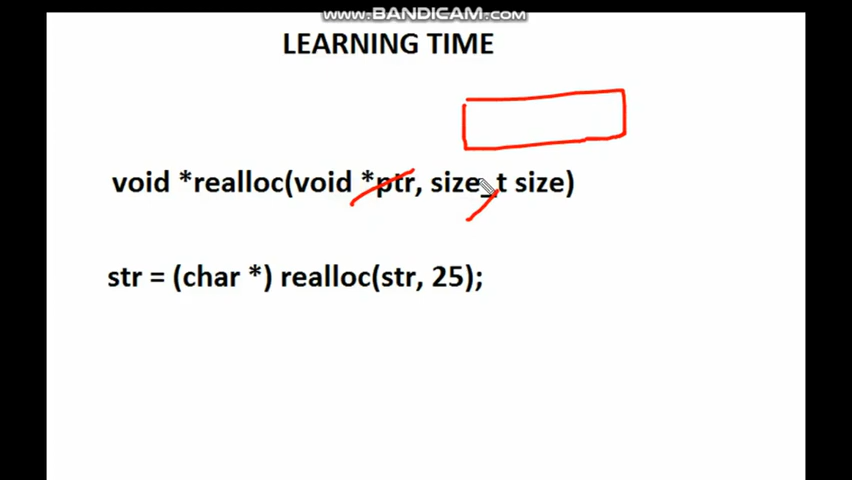 www.BANDICAM.com
LEARNING TIME
void *realloc(void *ptr, size_t size)
str = (char *) realloc(str, 25);